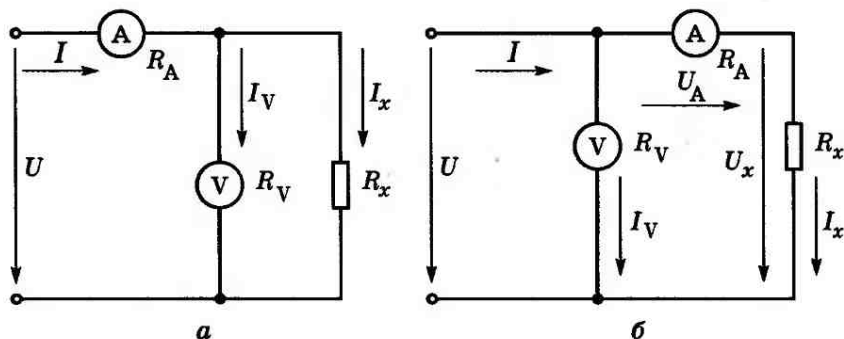 A
I
R_A
I_V
I_x
U
V
R_V
R_x
а
A
I
R_A
U_A
V
R_V
U
U_x
R_x
I_V
I_x
б